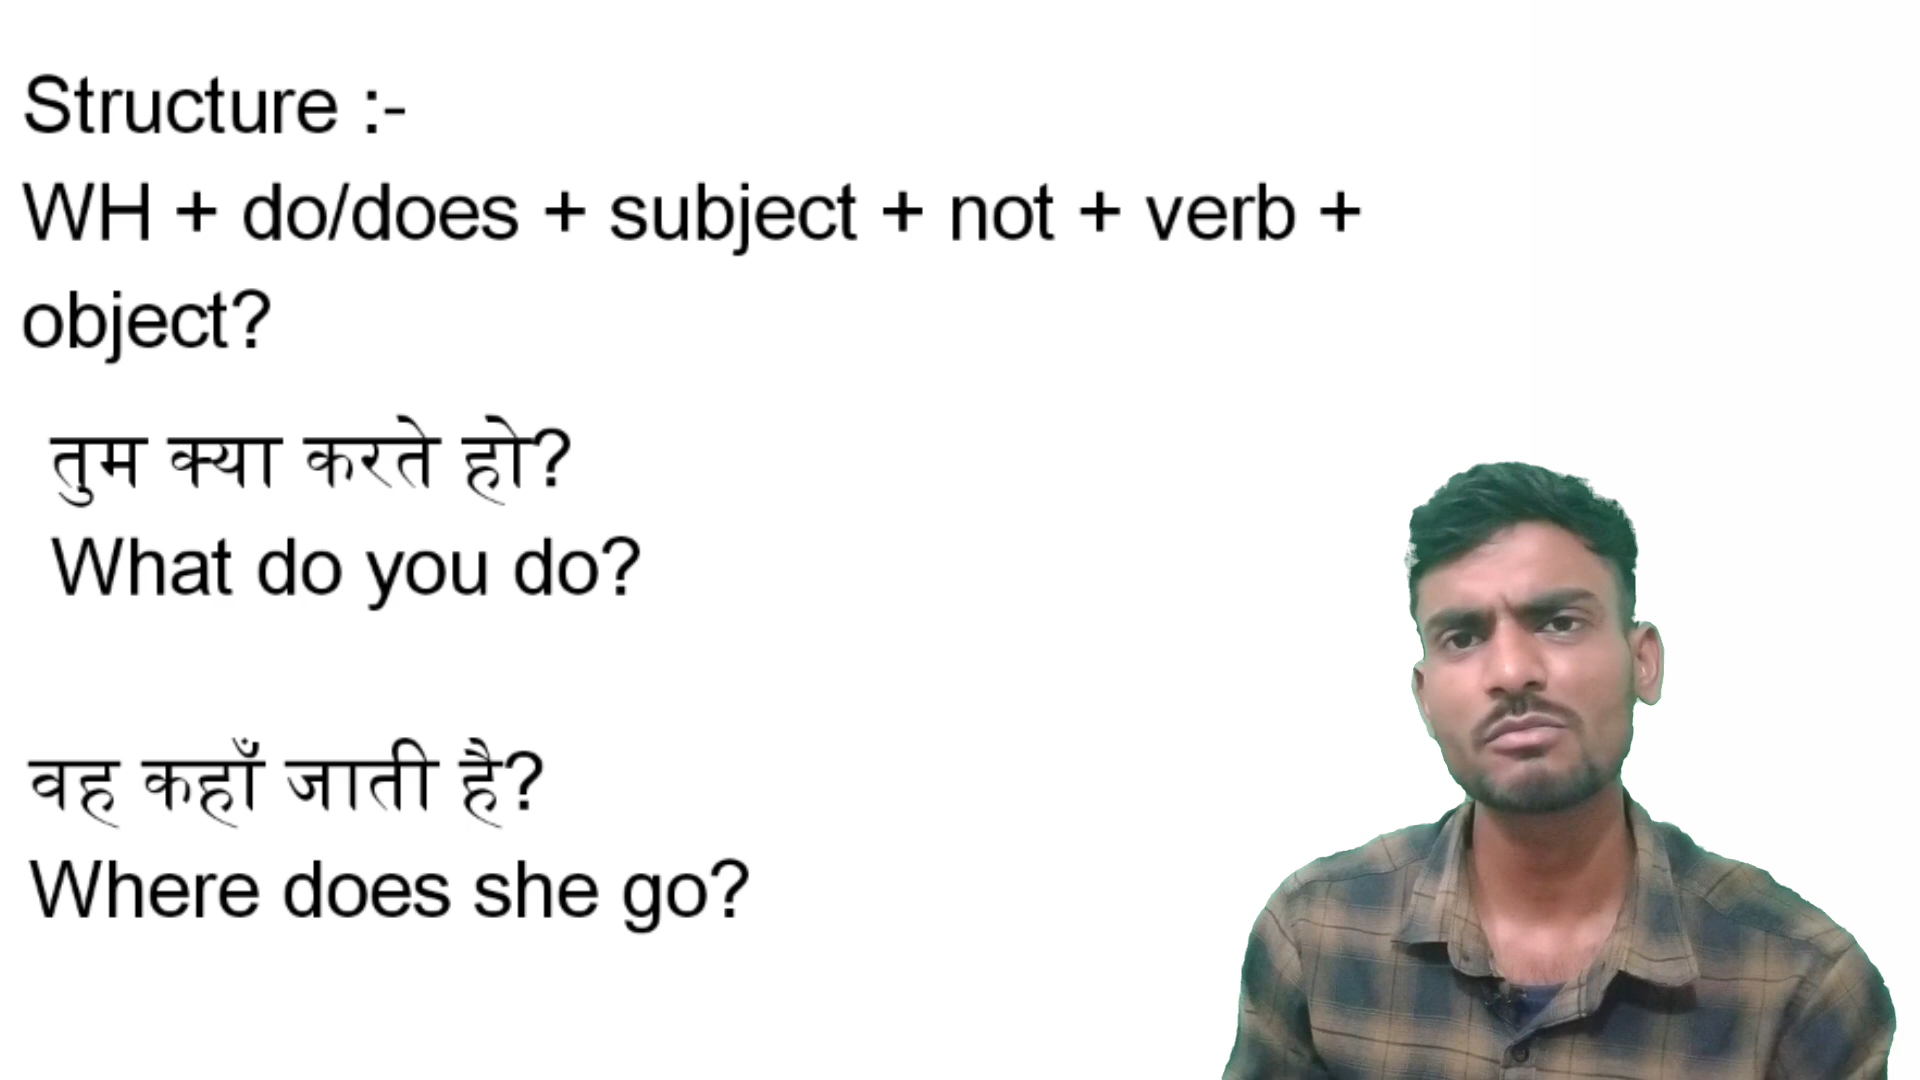 Structure :-
WH + do/does + subject + not + verb +
object?
तुम क्या करते हो?
What do you do?
वह कहाँ जाती है?
Where does she go?